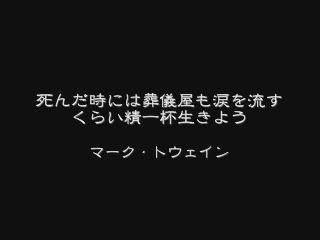 死んだ時には葬儀屋も涙を流す
くらい精一杯生きよう
マーク・トウェイン